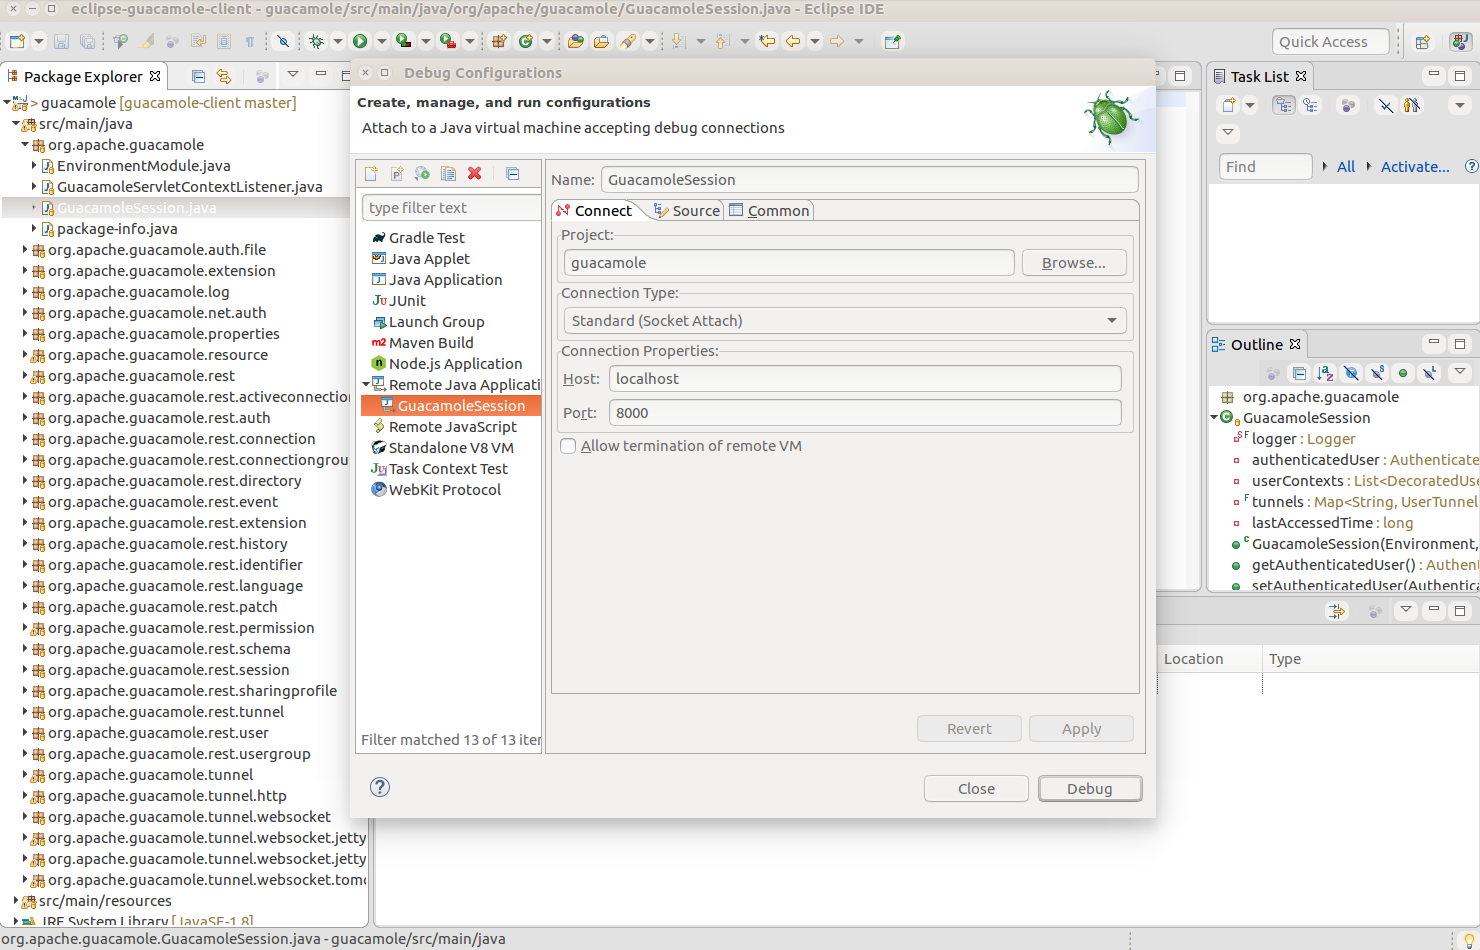 eclipse-guacamole-client - guacamole/src/main/java/org/apache/guacamole/GuacamoleSession.java - Eclipse IDE
Quick Access
Package Explorer
> guacamole [guacamole-client master]
src/main/java
org.apache.guacamole
EnvironmentModule.java
GuacamoleServletContextListener.java
GuacamoleSession.java
package-info.java
org.apache.guacamole.auth.file
org.apache.guacamole.extension
org.apache.guacamole.log
org.apache.guacamole.net.auth
org.apache.guacamole.properties
org.apache.guacamole.resource
org.apache.guacamole.rest
org.apache.guacamole.rest.activeconnection
org.apache.guacamole.rest.auth
org.apache.guacamole.rest.connection
org.apache.guacamole.rest.connectiongrou
org.apache.guacamole.rest.directory
org.apache.guacamole.rest.event
org.apache.guacamole.rest.extension
org.apache.guacamole.rest.history
org.apache.guacamole.rest.identifier
org.apache.guacamole.rest.language
org.apache.guacamole.rest.patch
org.apache.guacamole.rest.permission
org.apache.guacamole.rest.schema
org.apache.guacamole.rest.session
org.apache.guacamole.rest.sharingprofile
org.apache.guacamole.rest.tunnel
org.apache.guacamole.rest.user
org.apache.guacamole.rest.usergroup
org.apache.guacamole.tunnel
org.apache.guacamole.tunnel.http
org.apache.guacamole.tunnel.websocket
org.apache.guacamole.tunnel.websocket.jetty
org.apache.guacamole.tunnel.websocket.jetty
org.apache.guacamole.tunnel.websocket.tomc
src/main/resources
JRE System Library [JavaSE-1.8]
Debug Configurations
Create, manage, and run configurations
Attach to a Java virtual machine accepting debug connections
type filter text
Gradle Test
Java Applet
Java Application
JUnit
Launch Group
Maven Build
Node.js Application
Remote Java Applicati
GuacamoleSession
Remote JavaScript
Standalone V8 VM
Task Context Test
WebKit Protocol
Filter matched 13 of 13 iter
Name: GuacamoleSession
Connect Source Common
Project:
guacamole
Browse...
Connection Type:
Standard (Socket Attach)
Connection Properties:
Host: localhost
Port: 8000
Allow termination of remote VM
Revert Apply
Close Debug
Task List
Find All Activate...
Outline
org.apache.guacamole
GuacamoleSession
logger : Logger
authenticatedUser : Authenticate
userContexts : List<DecoratedUse
tunnels : Map<String, UserTunnel
lastAccessedTime : long
GuacamoleSession(Environment,
getAuthenticatedUser() : Authen
setAuthenticatedUser(Authentica
Location Type
org.apache.guacamole.GuacamoleSession.java - guacamole/src/main/java